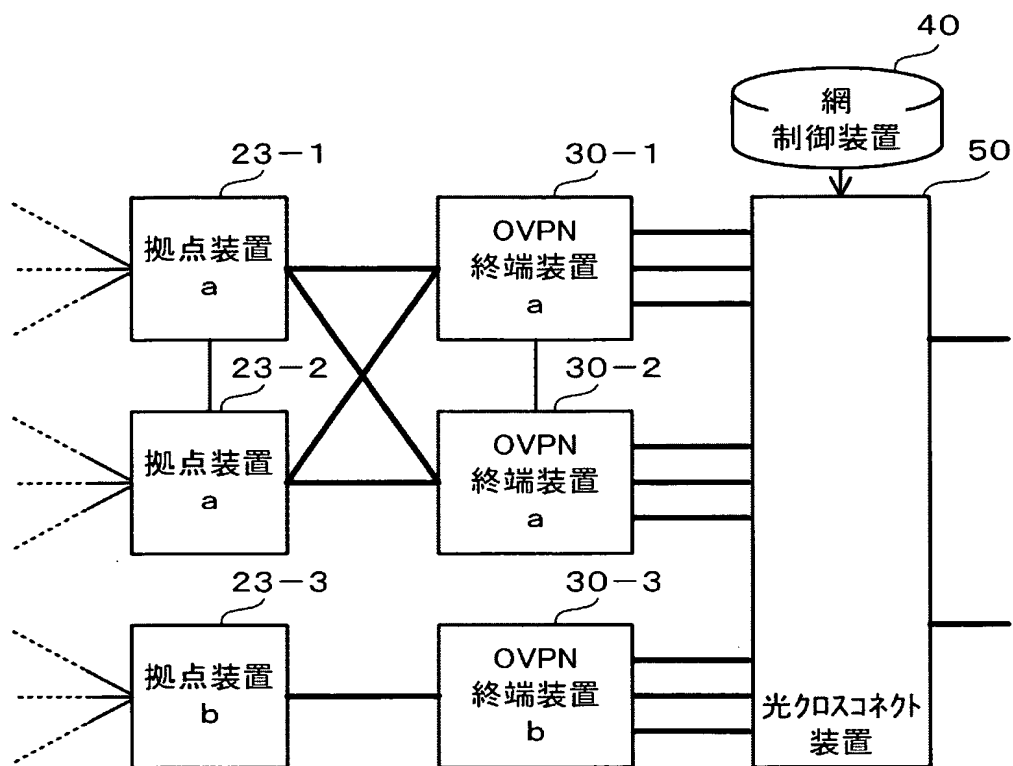 40
網
制御装置
50
23-1
拠点装置
a
30-1
OVPN
終端装置
a
23-2
拠点装置
a
30-2
OVPN
終端装置
a
23-3
拠点装置
b
30-3
OVPN
終端装置
b
光クロスコネクト
装置